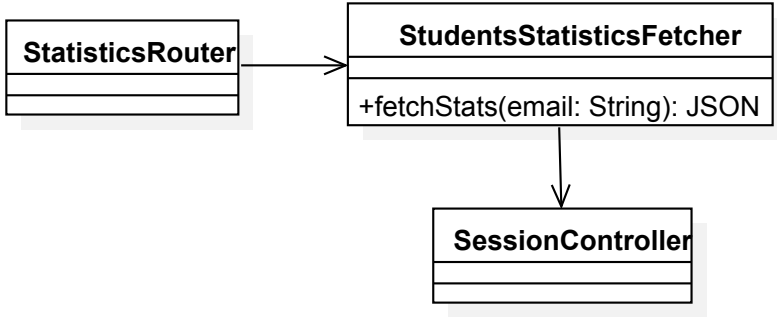 StatisticsRouter
StudentsStatisticsFetcher
+fetchStats(email: String): JSON
SessionController